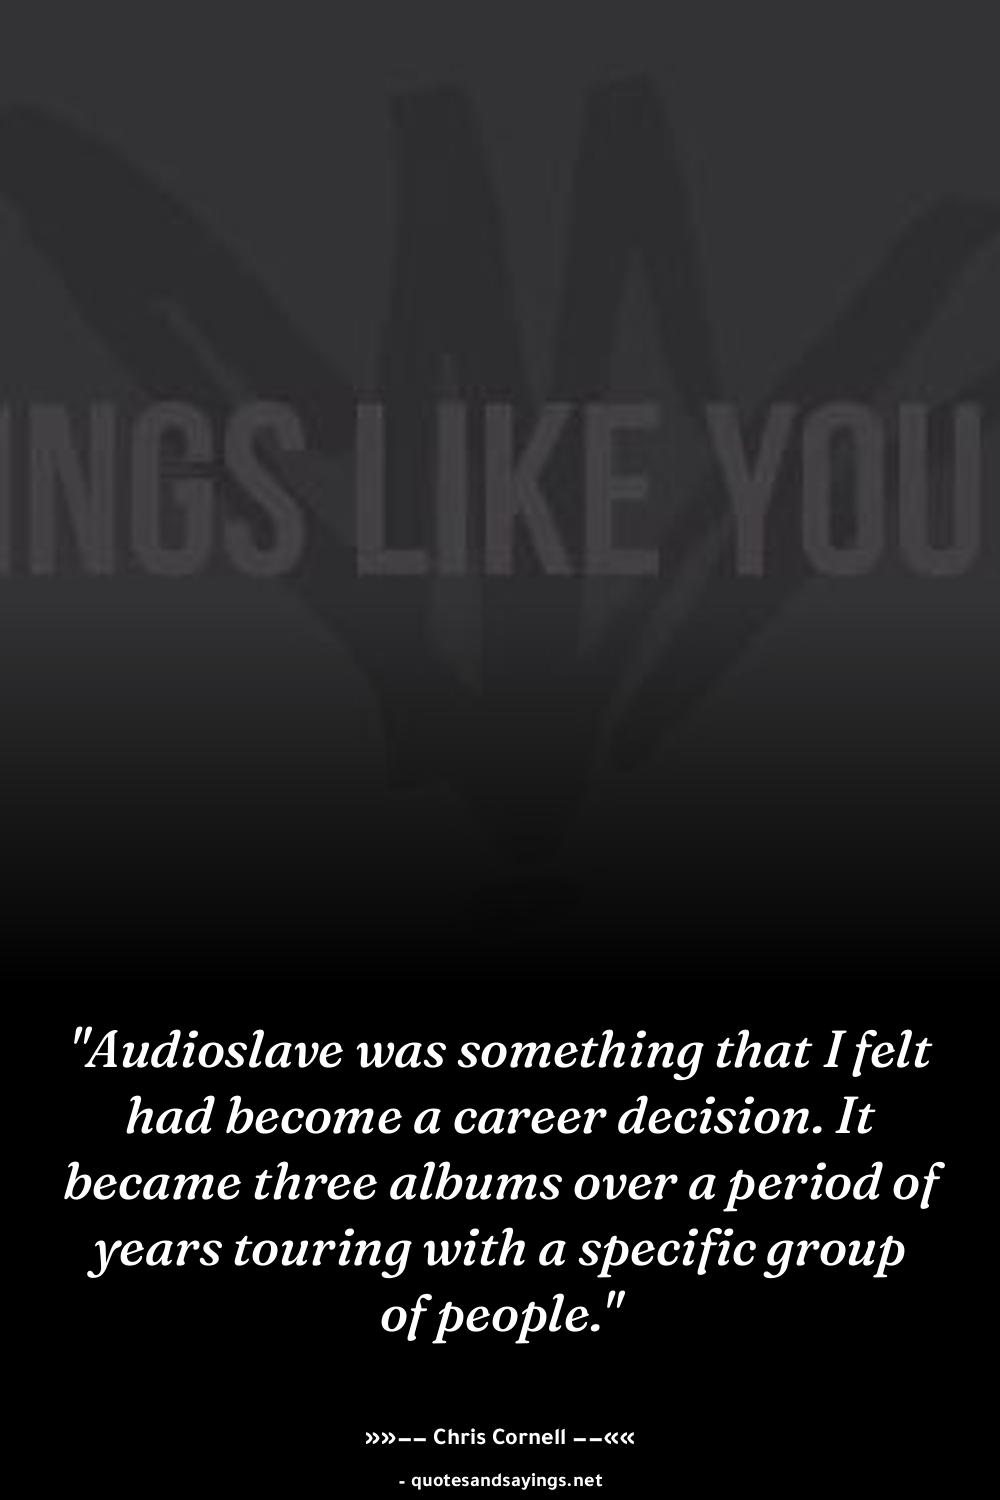 INGS LIKE YOU
"Audioslave was something that I felt
had become a career decision. It
became three albums over a period of
years touring with a specific group
of people."
»»−− Chris Cornell −−««
- quotesandsayings.net